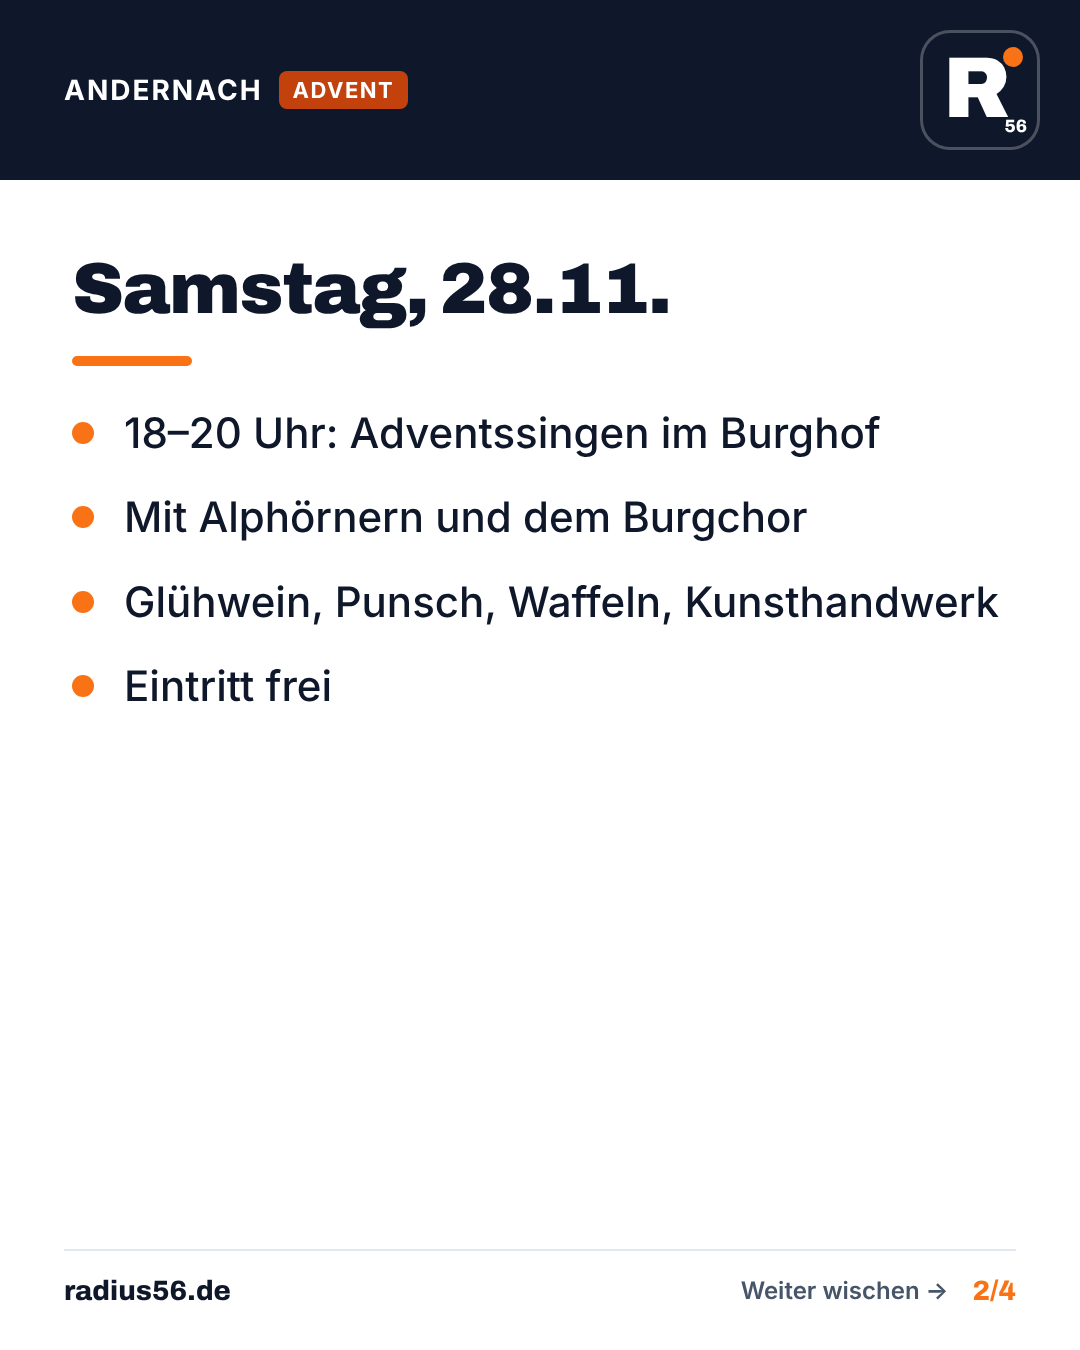 ANDERNACH ADVENT
R
56
Samstag, 28.11.
18–20 Uhr: Adventssingen im Burghof
Mit Alphörnern und dem Burgchor
Glühwein, Punsch, Waffeln, Kunsthandwerk
Eintritt frei
radius56.de
Weiter wischen → 2/4